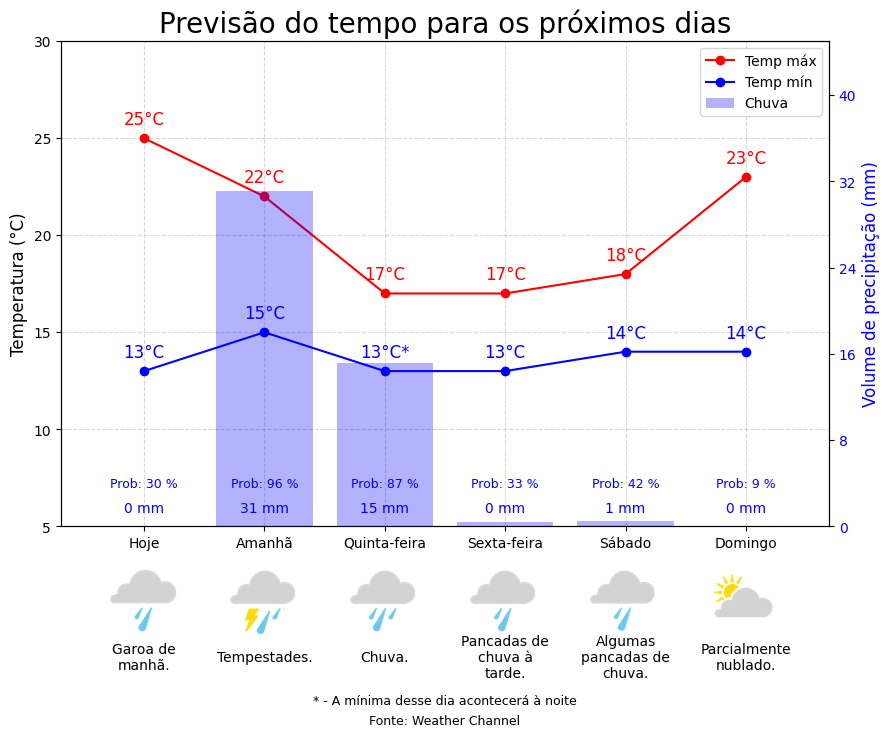 Previsão do tempo para os próximos dias
30
25
20
15
10
5
Temperatura (°C)
40
32
24
16
8
0
Volume de precipitação (mm)
Temp máx
Temp mín
Chuva
25°C
22°C
17°C
17°C
18°C
23°C
13°C
15°C
13°C*
13°C
14°C
14°C
Prob: 30 %
Prob: 96 %
Prob: 87 %
Prob: 33 %
Prob: 42 %
Prob: 9 %
0 mm
31 mm
15 mm
0 mm
1 mm
0 mm
Hoje
Amanhã
Quinta-feira
Sexta-feira
Sábado
Domingo
Garoa de
manhã.
Tempestades.
Chuva.
Pancadas de
chuva à
tarde.
Algumas
pancadas de
chuva.
Parcialmente
nublado.
* - A mínima desse dia acontecerá à noite
Fonte: Weather Channel